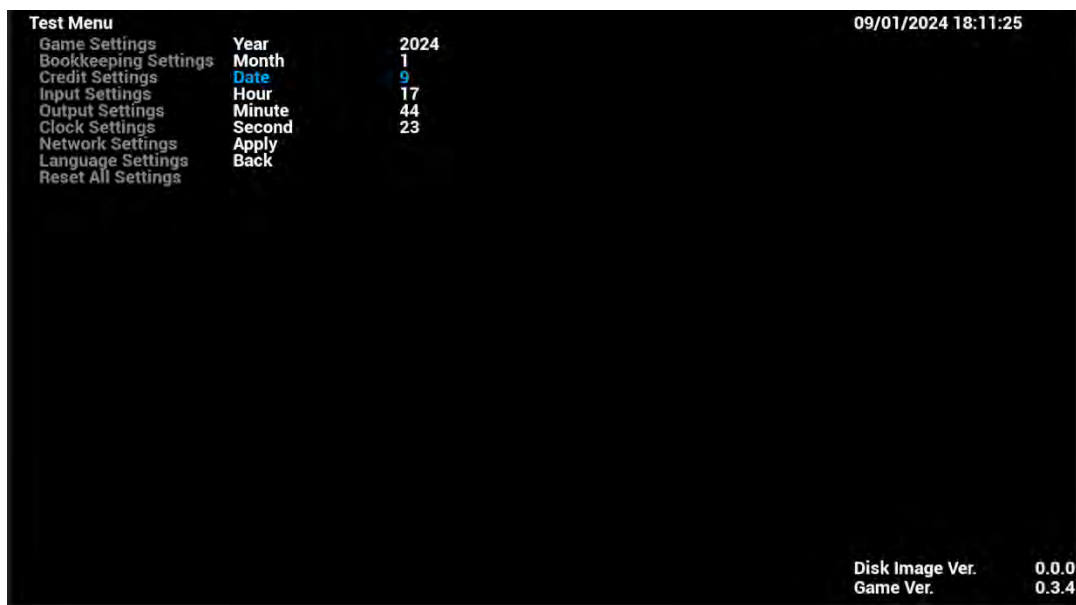 Test Menu 09/01/2024 18:11:25
Game Settings Year 2024
Bookkeeping Settings Month 1
Credit Settings Date 9
Input Settings Hour 17
Output Settings Minute 44
Clock Settings Second 23
Network Settings Apply
Language Settings Back
Reset All Settings
Disk Image Ver. 0.0.0
Game Ver. 0.3.4